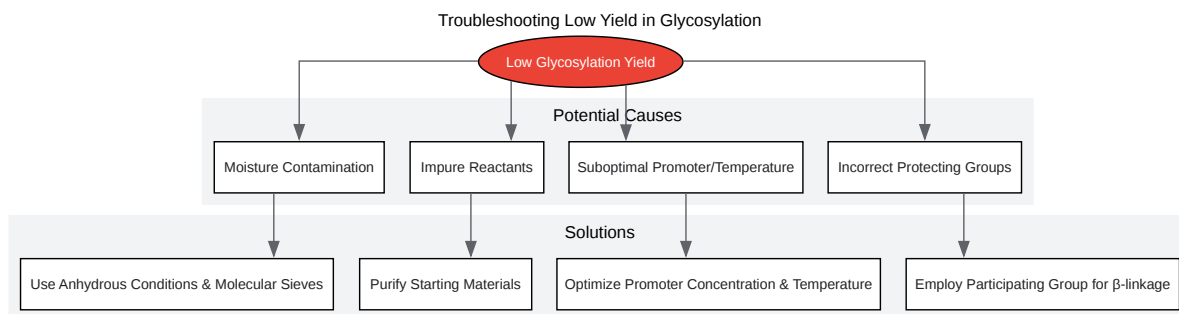 Troubleshooting Low Yield in Glycosylation
Low Glycosylation Yield
Potential Causes
Moisture Contamination
Impure Reactants
Suboptimal Promoter/Temperature
Incorrect Protecting Groups
Solutions
Use Anhydrous Conditions & Molecular Sieves
Purify Starting Materials
Optimize Promoter Concentration & Temperature
Employ Participating Group for β-linkage